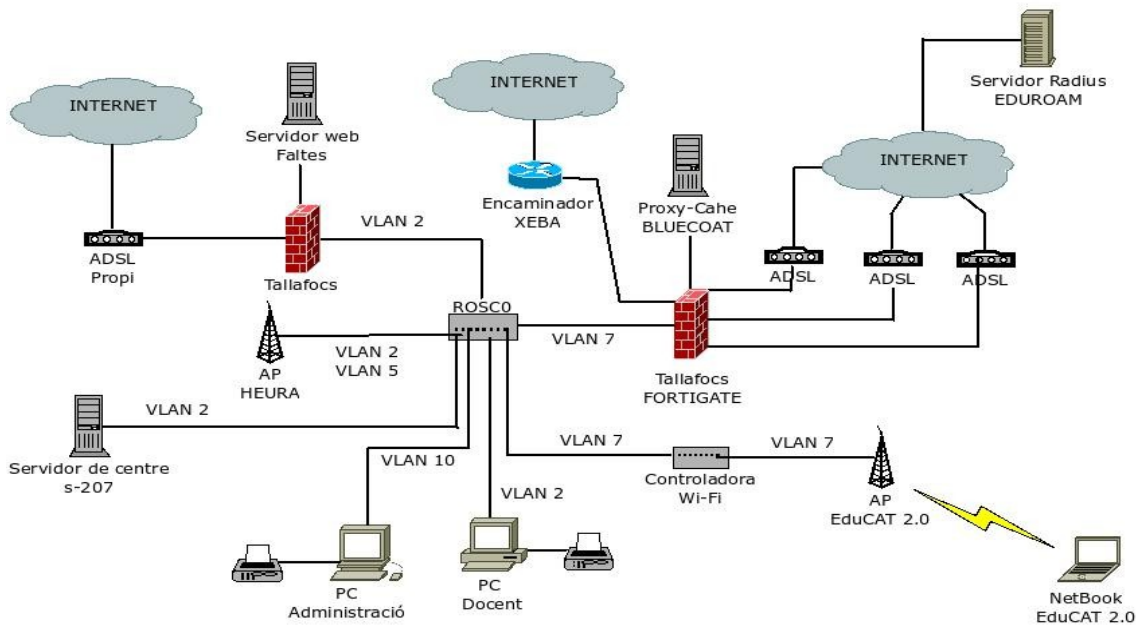 INTERNET
Servidor web
Faltes
ADSL
Propi
Tallafocs
VLAN 2
INTERNET
Encaminador
XEBA
Proxy-Cahe
BLUECOAT
Servidor Radius
EDUROAM
INTERNET
ADSL
ADSL
ADSL
ROSC0
VLAN 7
Tallafocs
FORTIGATE
AP
HEURA
VLAN 2
VLAN 5
VLAN 2
Servidor de centre
s-207
VLAN 10
VLAN 2
VLAN 7
Controladora
Wi-Fi
VLAN 7
AP
EduCAT 2.0
PC
Administració
PC
Docent
NetBook
EduCAT 2.0